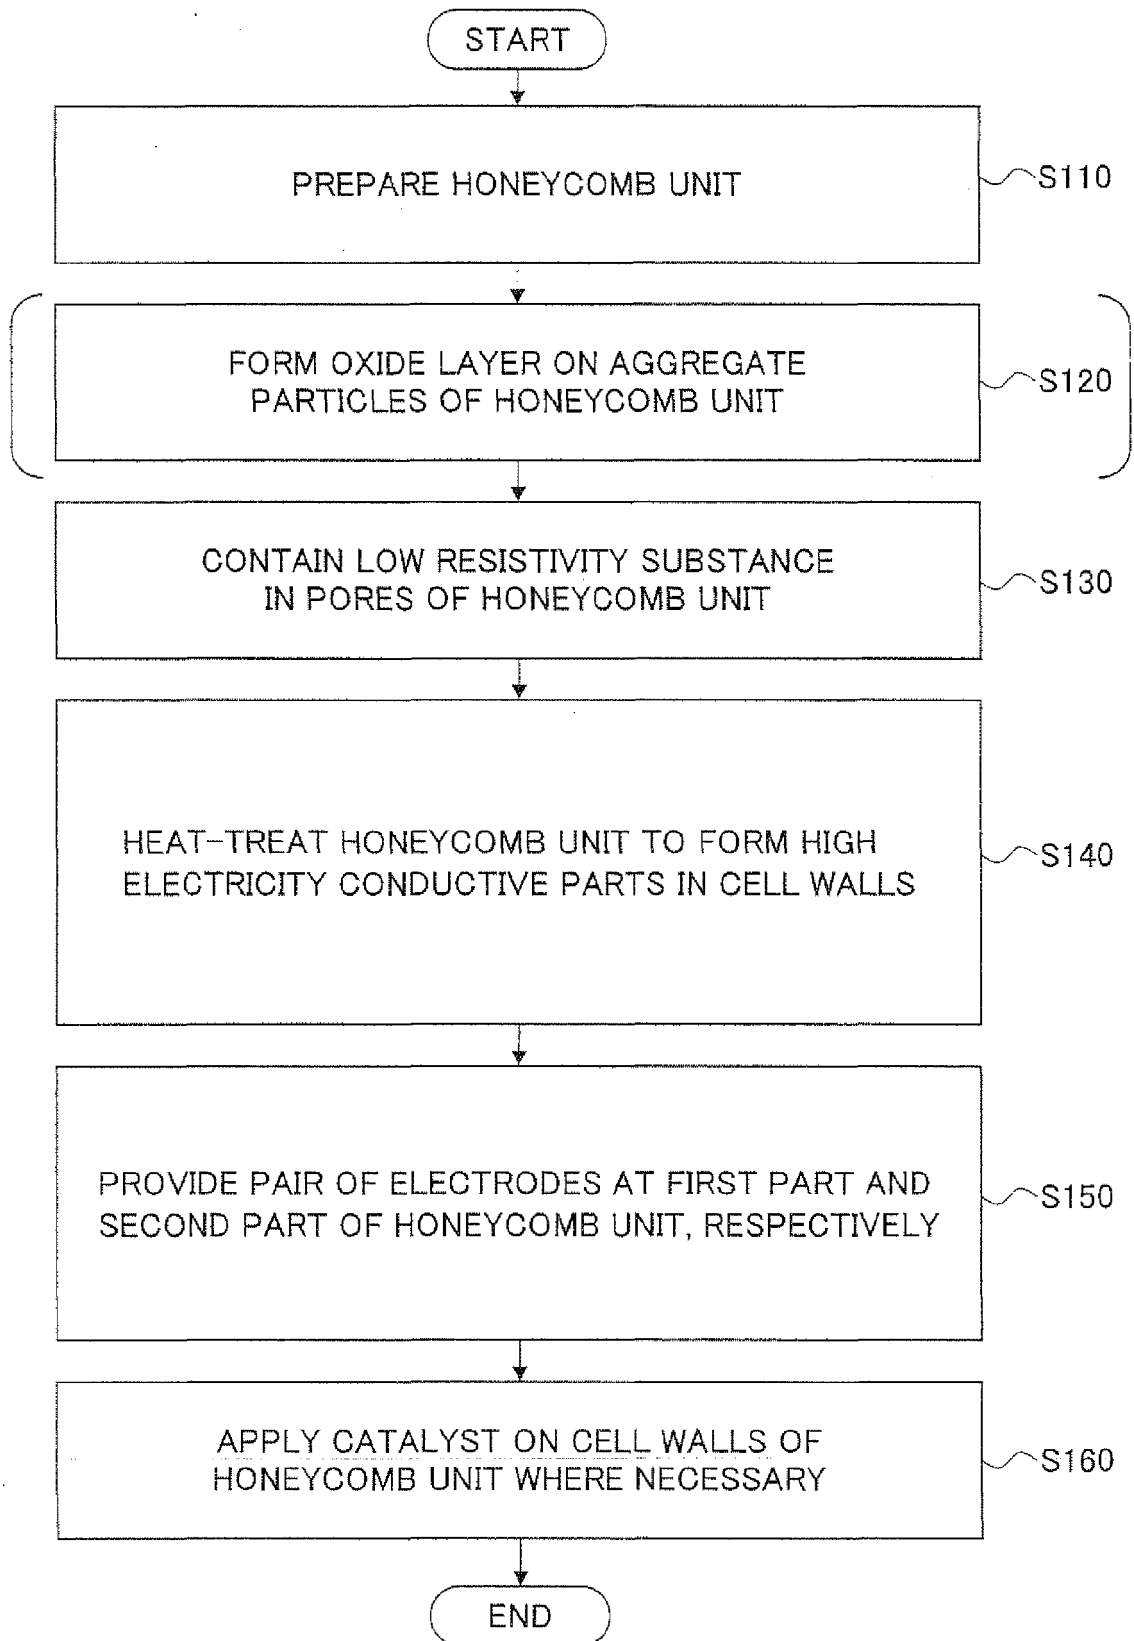 START
PREPARE HONEYCOMB UNIT
S110
FORM OXIDE LAYER ON AGGREGATE
PARTICLES OF HONEYCOMB UNIT
S120
CONTAIN LOW RESISTIVITY SUBSTANCE
IN PORES OF HONEYCOMB UNIT
S130
HEAT-TREAT HONEYCOMB UNIT TO FORM HIGH
ELECTRICITY CONDUCTIVE PARTS IN CELL WALLS
S140
PROVIDE PAIR OF ELECTRODES AT FIRST PART AND
SECOND PART OF HONEYCOMB UNIT, RESPECTIVELY
S150
APPLY CATALYST ON CELL WALLS OF
HONEYCOMB UNIT WHERE NECESSARY
S160
END